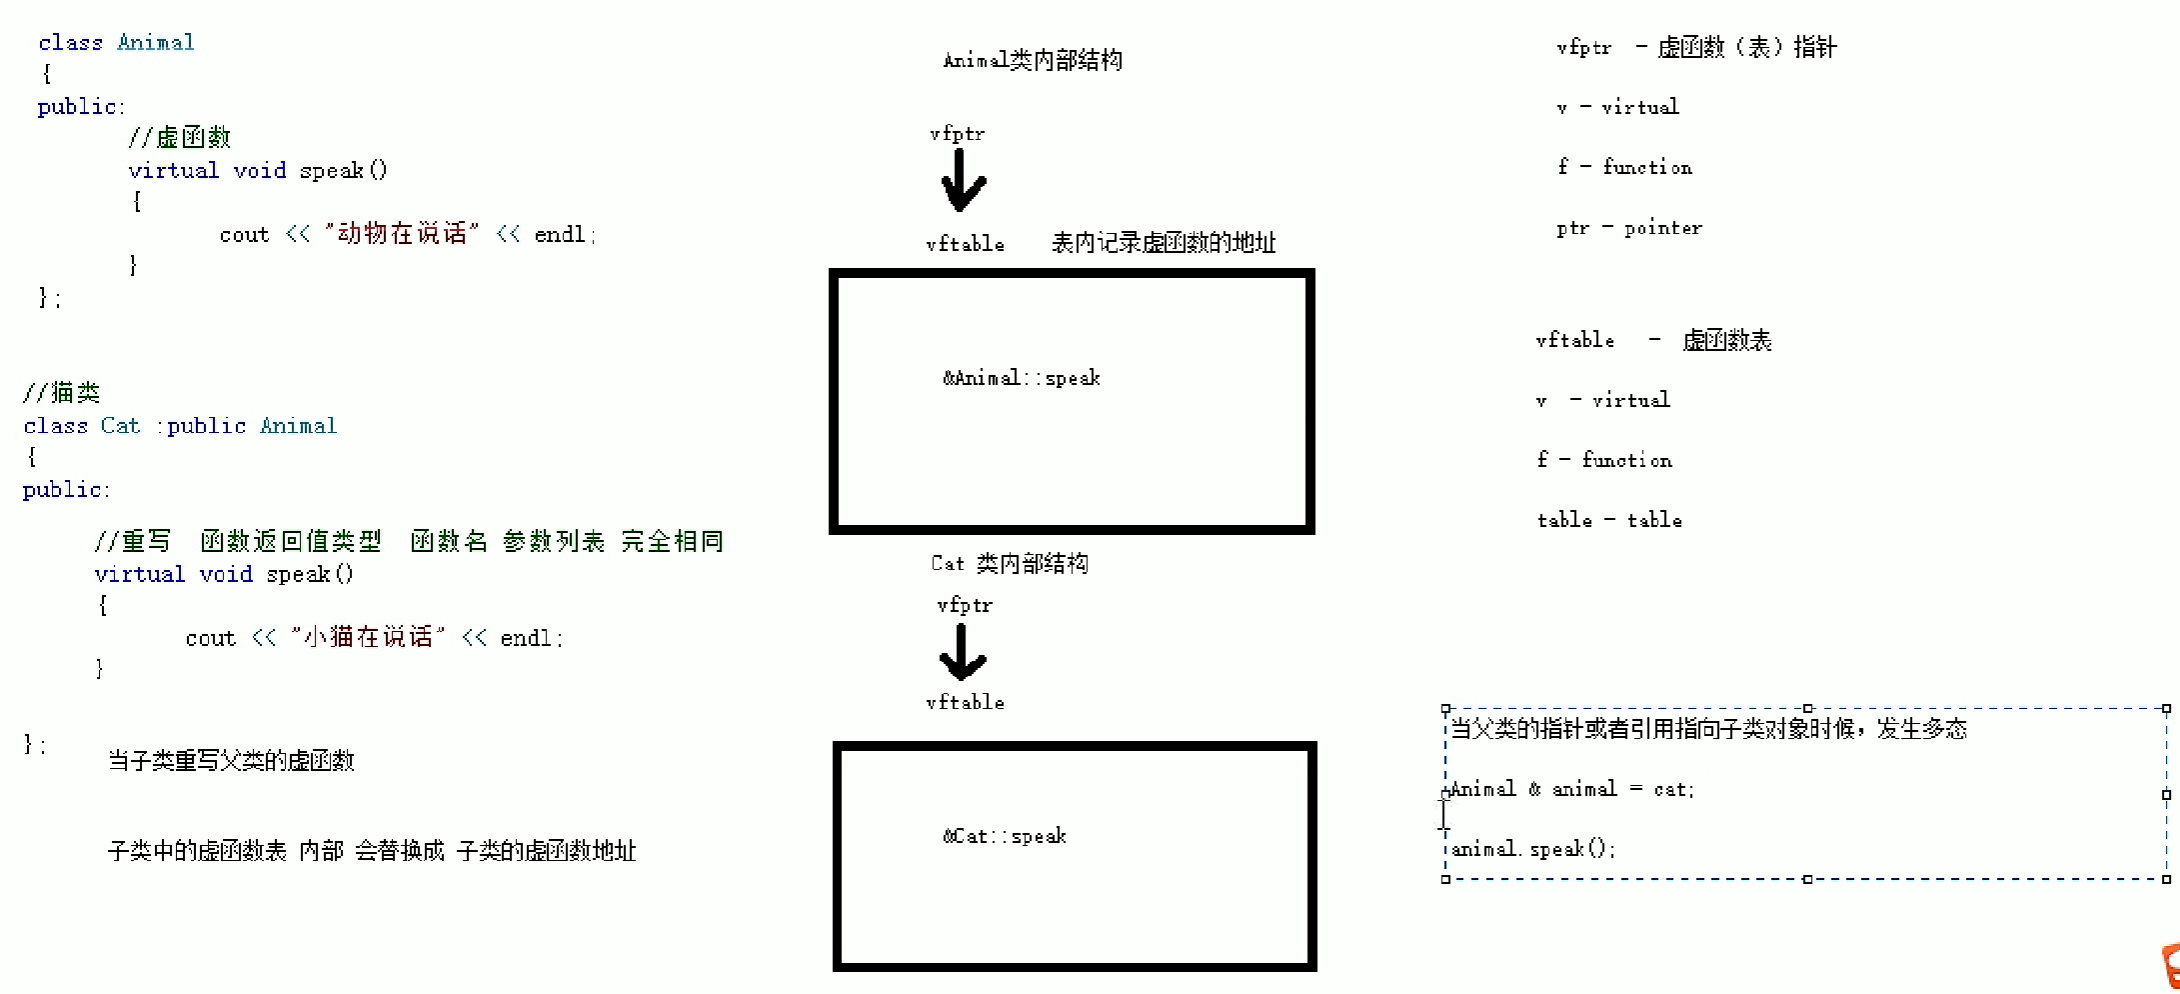 class Animal
{
public:
//虚函数
virtual void speak()
{
cout << "动物在说话" << endl;
}
};
//猫类
class Cat :public Animal
{
public:
//重写 函数返回值类型 函数名 参数列表 完全相同
virtual void speak()
{
cout << "小猫在说话" << endl;
}
};
当子类重写父类的虚函数
子类中的虚函数表 内部 会替换成 子类的虚函数地址
Animal类内部结构
vfptr
vftable 表内记录虚函数的地址
&Animal::speak
Cat 类内部结构
vfptr
vftable
&Cat::speak
vfptr - 虚函数（表）指针
v - virtual
f - function
ptr - pointer
vftable - 虚函数表
v - virtual
f - function
table - table
当父类的指针或者引用指向子类对象时候，发生多态
Animal & animal = cat;
animal.speak();